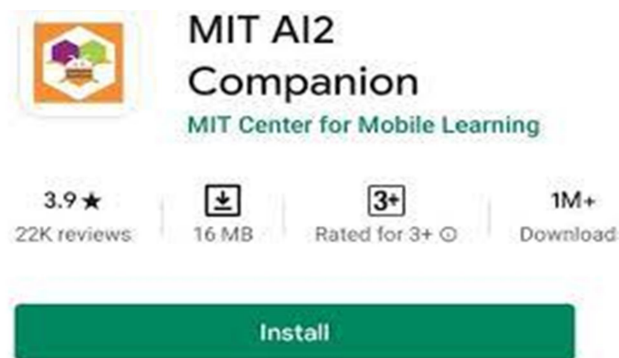 MIT AI2
Companion
MIT Center for Mobile Learning
3.9★ 3+ 1M+
22K reviews 16 MB Rated for 3+ Download
Install